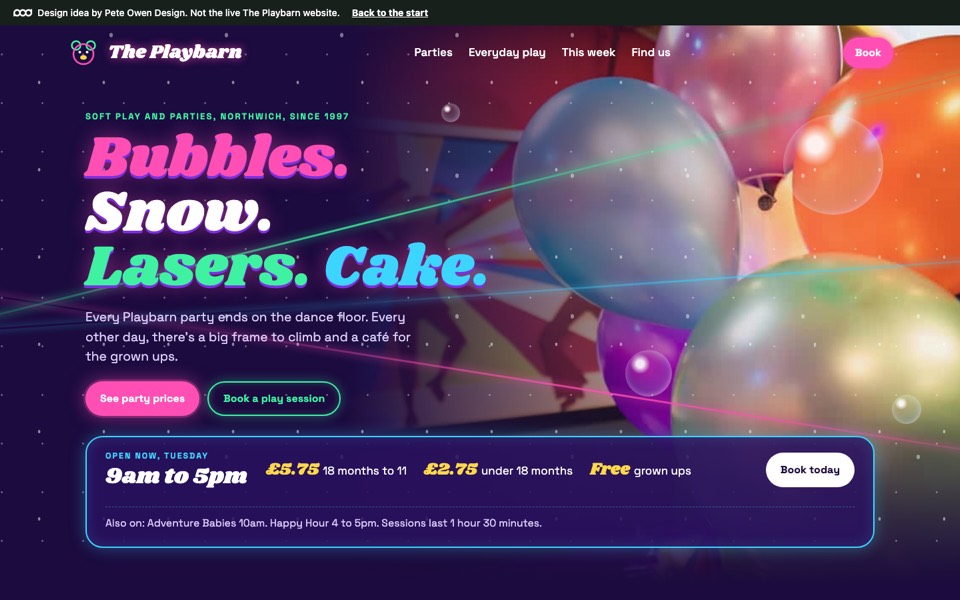 Design idea by Pete Owen Design. Not the live The Playbarn website. Back to the start
The Playbarn
Parties Everyday play This week Find us
Book
SOFT PLAY AND PARTIES, NORTHWICH, SINCE 1997
Bubbles.
Snow.
Lasers. Cake.
Every Playbarn party ends on the dance floor. Every
other day, there's a big frame to climb and a café for
the grown ups.
See party prices
Book a play session
OPEN NOW, TUESDAY
9am to 5pm
£5.75 18 months to 11
£2.75 under 18 months
Free grown ups
Book today
Also on: Adventure Babies 10am. Happy Hour 4 to 5pm. Sessions last 1 hour 30 minutes.